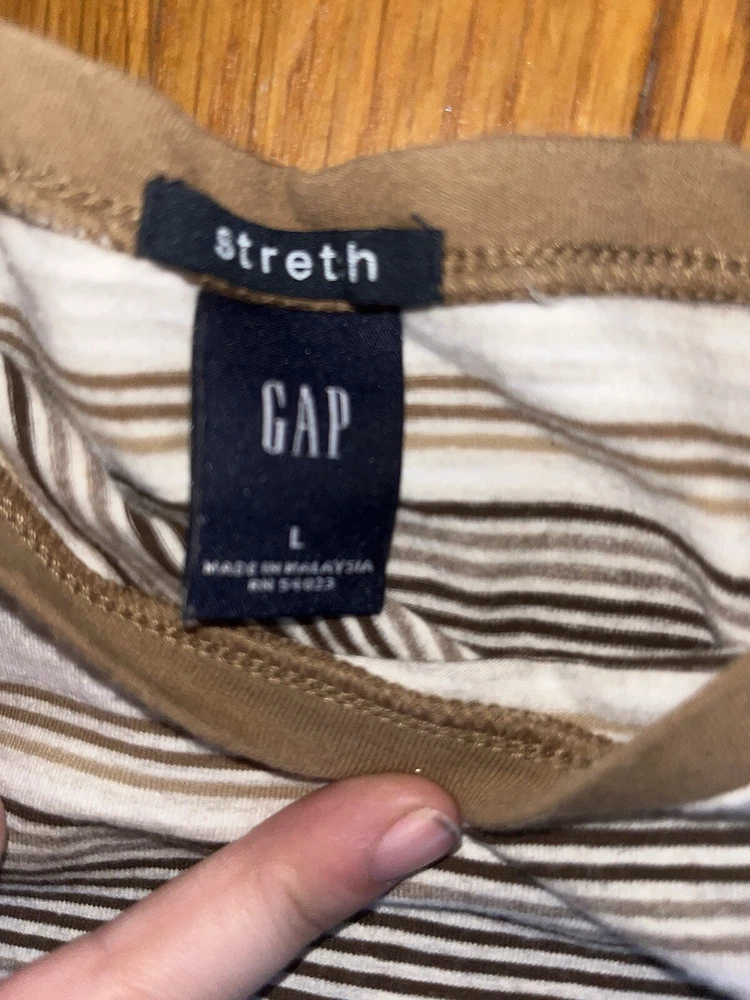 streth
GAP
L
MADE IN MALAYSIA
RN 54023